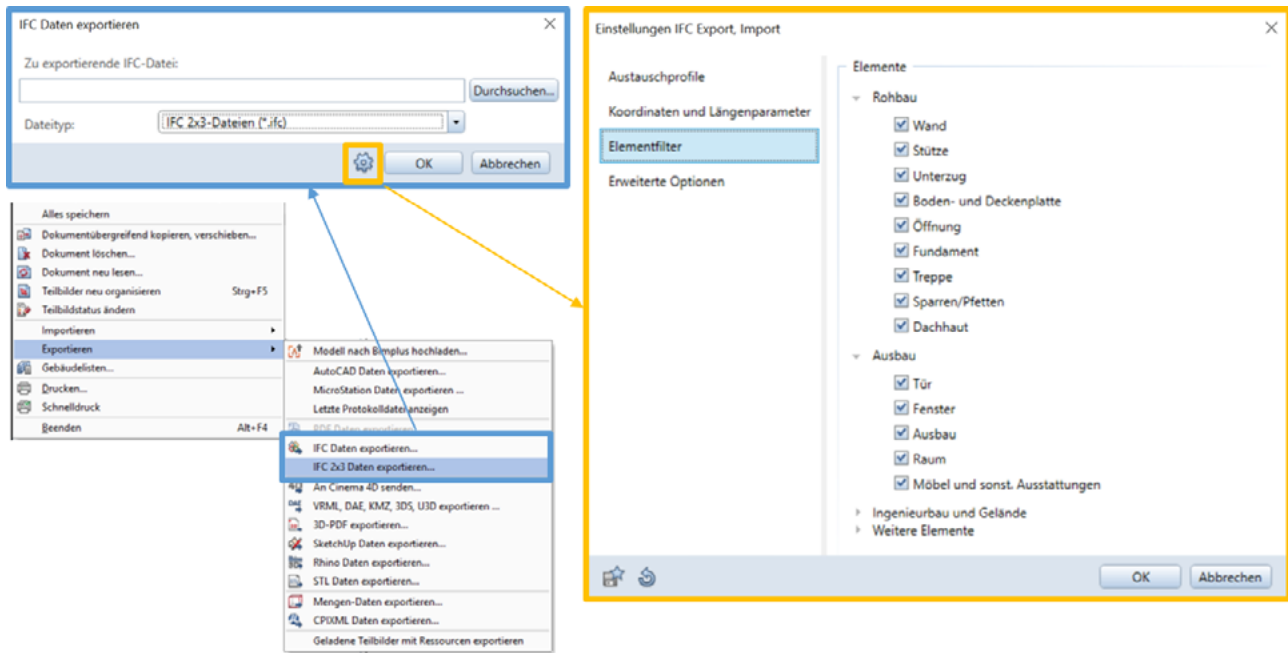 IFC Daten exportieren
Zu exportierende IFC-Datei:
Durchsuchen...
Dateityp:
IFC 2x3-Dateien (*.ifc)
OK
Abbrechen
Alles speichern
Dokumentübergreifend kopieren, verschieben...
Dokument löschen...
Dokument neu lesen...
Teilbilder neu organisieren Strg+F5
Teilbildstatus ändern
Importieren
Exportieren
Gebäudelisten...
Drucken...
Schnelldruck
Beenden Alt+F4
Modell nach Bimplus hochladen...
AutoCAD Daten exportieren...
MicroStation Daten exportieren ...
Letzte Protokolldatei anzeigen
PDF Daten exportieren...
IFC Daten exportieren...
IFC 2x3 Daten exportieren...
An Cinema 4D senden...
VRML, DAE, KMZ, 3DS, U3D exportieren ...
3D-PDF exportieren...
SketchUp Daten exportieren...
Rhino Daten exportieren...
STL Daten exportieren...
Mengen-Daten exportieren...
CPIXML Daten exportieren...
Geladene Teilbilder mit Ressourcen exportieren
Einstellungen IFC Export, Import
Austauschprofile
Koordinaten und Längenparameter
Elementfilter
Erweiterte Optionen
Elemente
Rohbau
Wand
Stütze
Unterzug
Boden- und Deckenplatte
Öffnung
Fundament
Treppe
Sparren/Pfetten
Dachhaut
Ausbau
Tür
Fenster
Ausbau
Raum
Möbel und sonst. Ausstattungen
Ingenieurbau und Gelände
Weitere Elemente
OK
Abbrechen